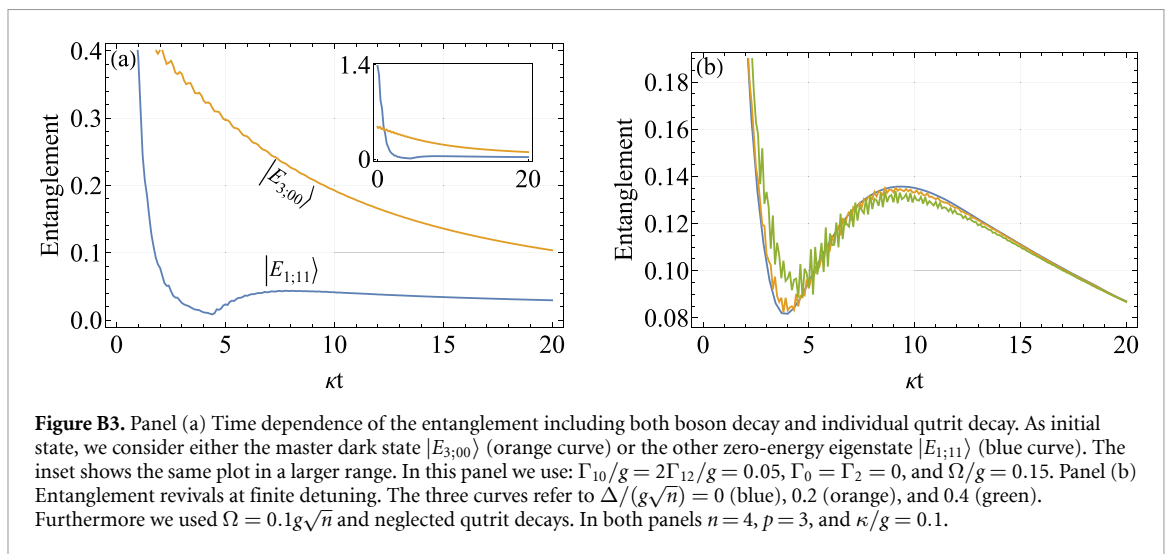 (a)
0.4
0.3
0.2
0.1
0.0
Entanglement
0
5
10
15
20
κt
|E3;00⟩
|E1;11⟩
1.4
0
0
20
(b)
0.18
0.16
0.14
0.12
0.10
0.08
Entanglement
0
5
10
15
20
κt
Figure B3. Panel (a) Time dependence of the entanglement including both boson decay and individual qutrit decay. As initial
state, we consider either the master dark state |E3;00⟩ (orange curve) or the other zero-energy eigenstate |E1;11⟩ (blue curve). The
inset shows the same plot in a larger range. In this panel we use: Γ10/g = 2Γ12/g = 0.05, Γ0 = Γ2 = 0, and Ω/g = 0.15. Panel (b)
Entanglement revivals at finite detuning. The three curves refer to Δ/(g√n) = 0 (blue), 0.2 (orange), and 0.4 (green).
Furthermore we used Ω = 0.1g√n and neglected qutrit decays. In both panels n = 4, p = 3, and κ/g = 0.1.